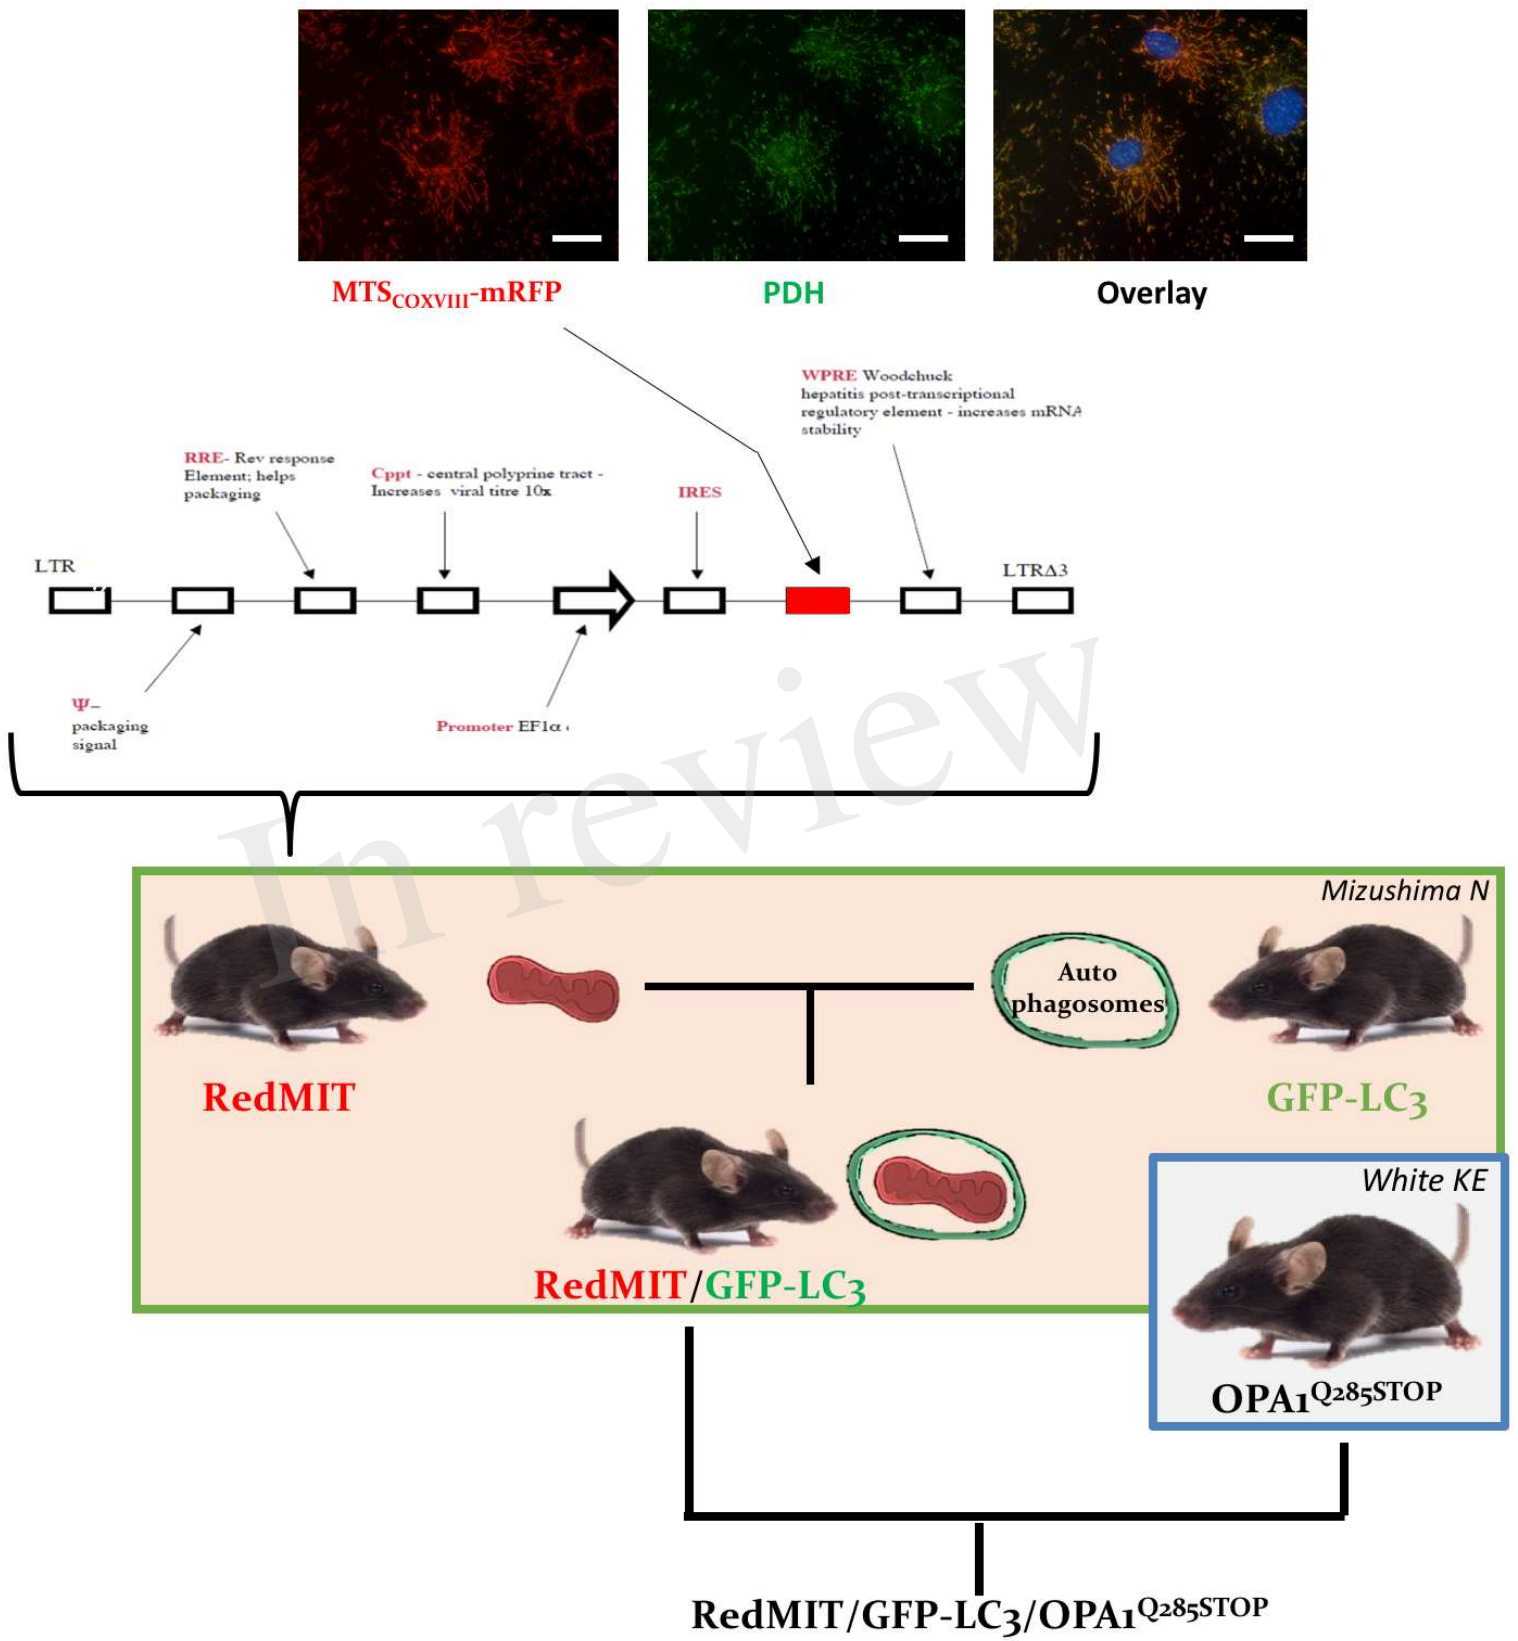 MTSCOXVIII-mRFP
PDH
Overlay
WPRE Woodchuck
hepatitis post-transcriptional
regulatory element - increases mRNA
stability
RRE- Rev response
Element; helps
packaging
Cppt - central polyprine tract -
Increases viral titre 10x
IRES
LTR
LTRΔ3
Ψ–
packaging
signal
Promoter EF1α
In review
Mizushima N
Auto
phagosomes
RedMIT
GFP-LC3
White KE
RedMIT/GFP-LC3
OPA1Q285STOP
RedMIT/GFP-LC3/OPA1Q285STOP